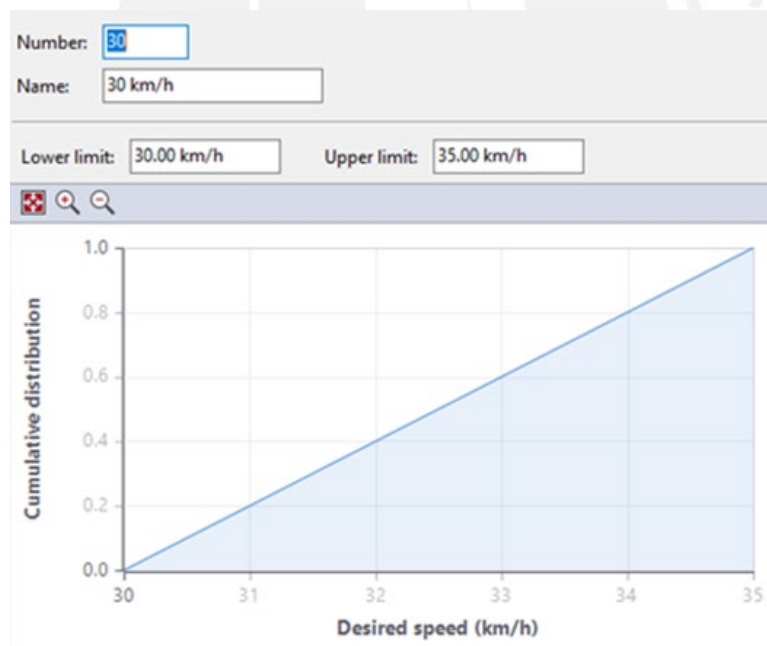 Number: 30
Name: 30 km/h
Lower limit: 30.00 km/h Upper limit: 35.00 km/h
1.0
0.8
0.6
0.4
0.2
0.0
Cumulative distribution
30 31 32 33 34 35
Desired speed (km/h)